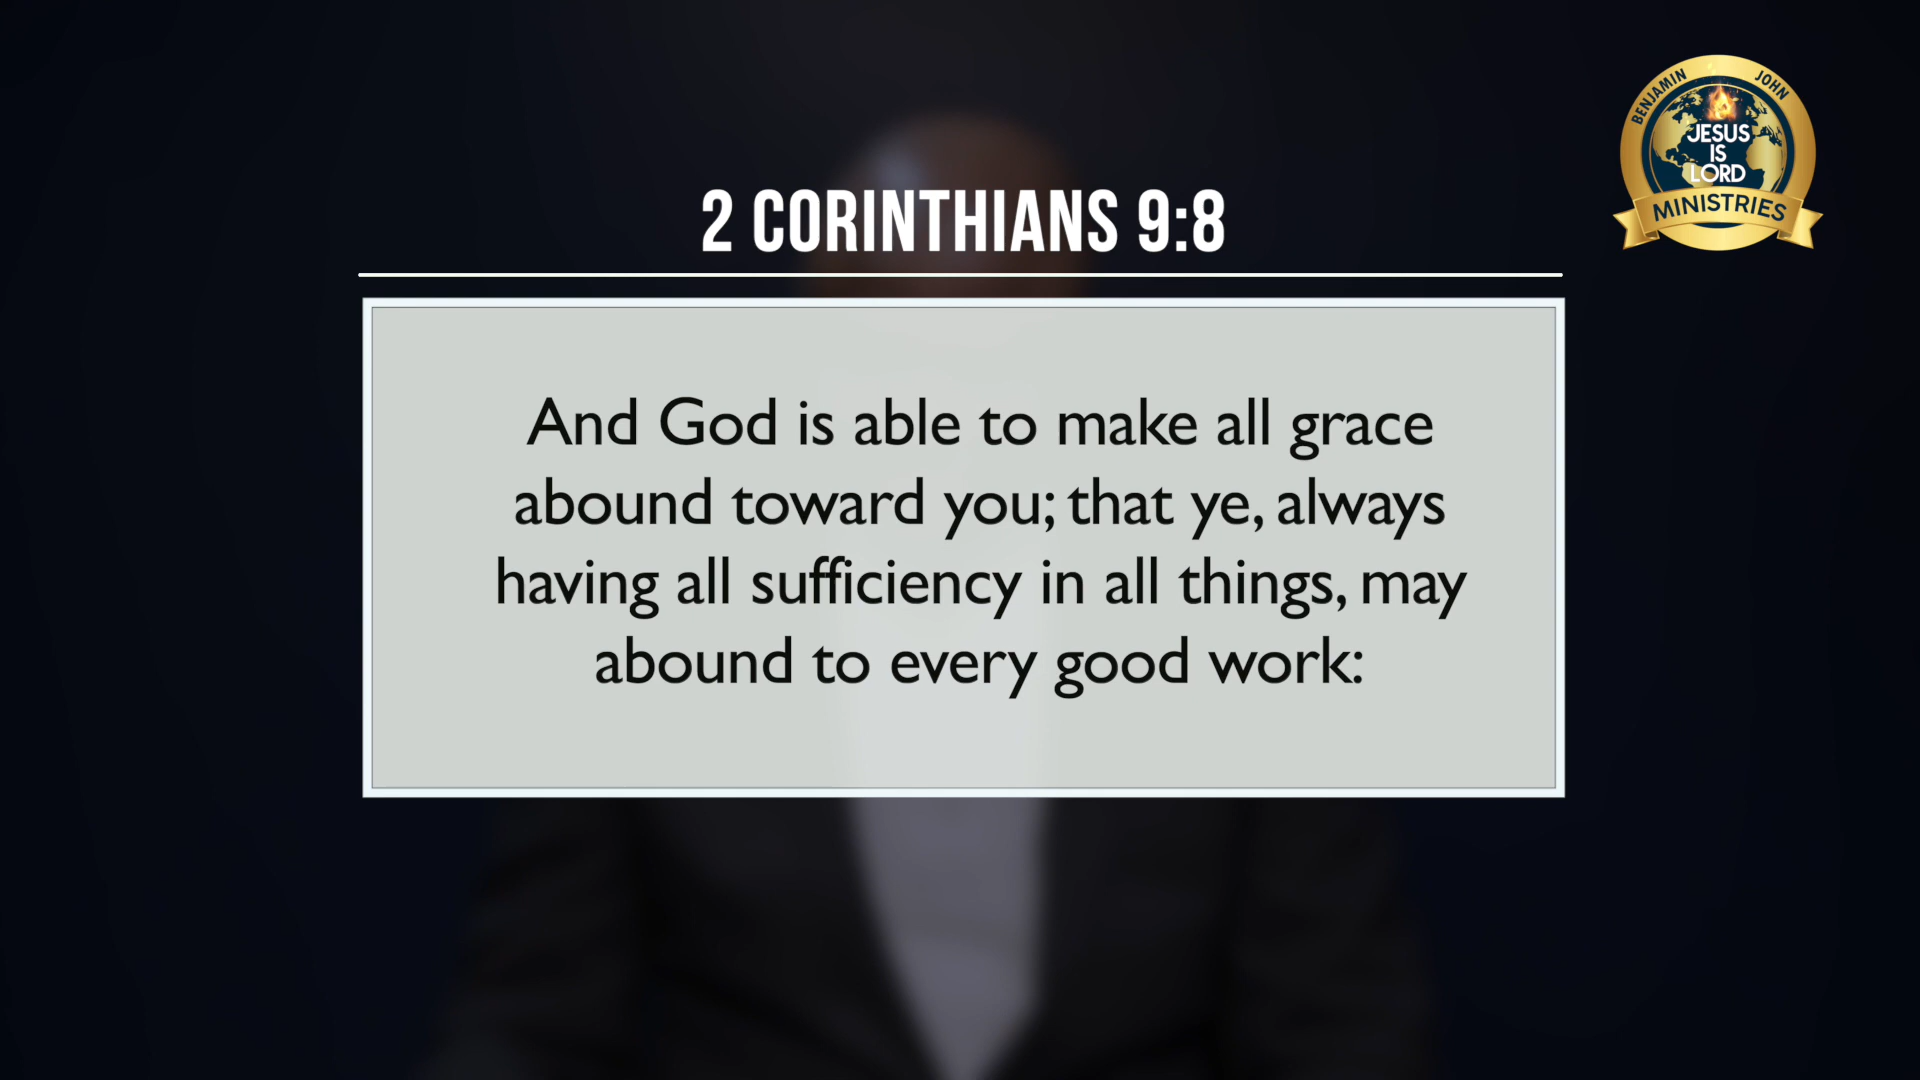 BENJAMIN JOHN
JESUS
IS
LORD
MINISTRIES
2 CORINTHIANS 9:8
And God is able to make all grace
abound toward you; that ye, always
having all sufficiency in all things, may
abound to every good work: